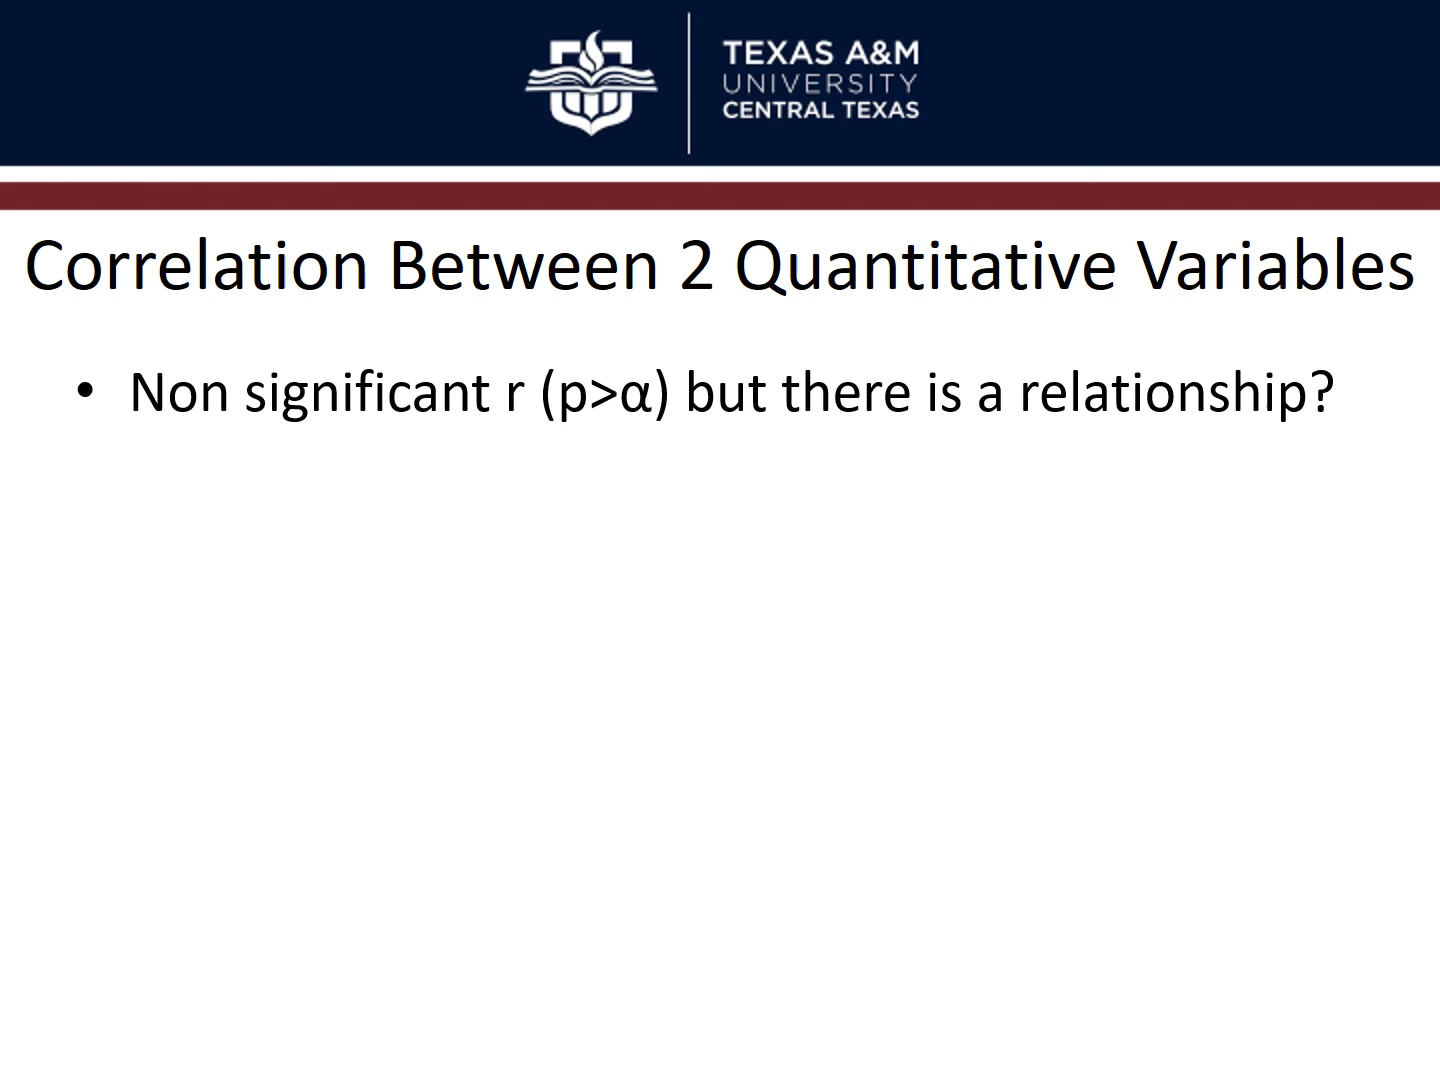 TEXAS A&M
UNIVERSITY
CENTRAL TEXAS
Correlation Between 2 Quantitative Variables
• Non significant r (p>α) but there is a relationship?